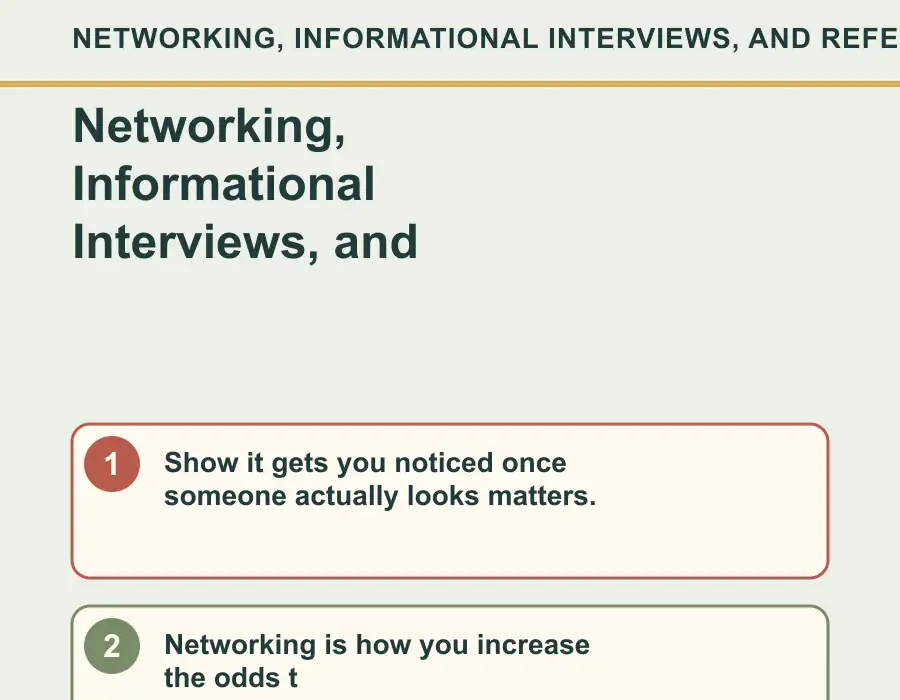 NETWORKING, INFORMATIONAL INTERVIEWS, AND REFE
Networking,
Informational
Interviews, and
1
Show it gets you noticed once
someone actually looks matters.
2
Networking is how you increase
the odds t